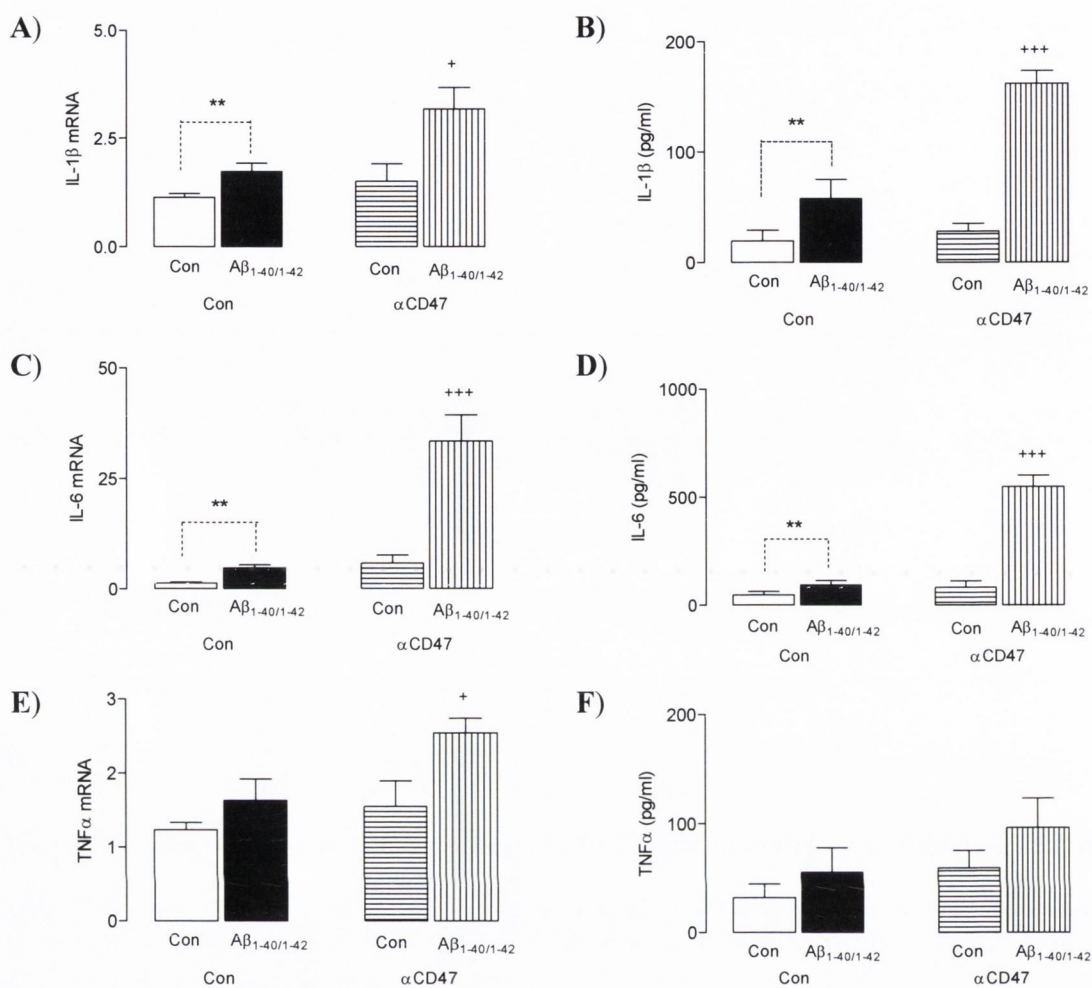 A)
5.0
2.5
0.0
IL-1β mRNA
**
+
Con
Aβ1-40/1-42
Con
Aβ1-40/1-42
Con
αCD47
B)
200
100
0
IL-1β (pg/ml)
**
+++
Con
Aβ1-40/1-42
Con
Aβ1-40/1-42
Con
αCD47
C)
50
25
0
IL-6 mRNA
**
+++
Con
Aβ1-40/1-42
Con
Aβ1-40/1-42
Con
αCD47
D)
1000
500
0
IL-6 (pg/ml)
**
+++
Con
Aβ1-40/1-42
Con
Aβ1-40/1-42
Con
αCD47
E)
3
2
1
0
TNFα mRNA
+
Con
Aβ1-40/1-42
Con
Aβ1-40/1-42
Con
αCD47
F)
200
100
0
TNFα (pg/ml)
Con
Aβ1-40/1-42
Con
Aβ1-40/1-42
Con
αCD47